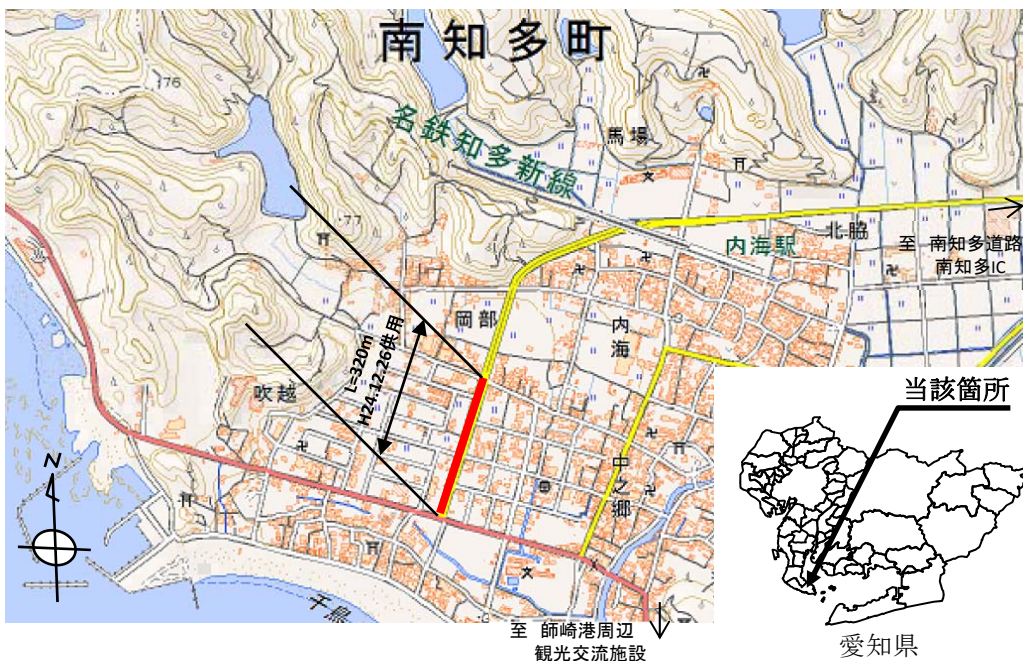 南知多町
・176
名鉄知多新線
馬場
・77
北脇
内海駅
至 南知多道路
南知多IC
岡部
内海
L=320m
H24.12.26供用
吹越
当該箇所
中之郷
N
千鳥
至 師崎港周辺
観光交流施設
愛知県